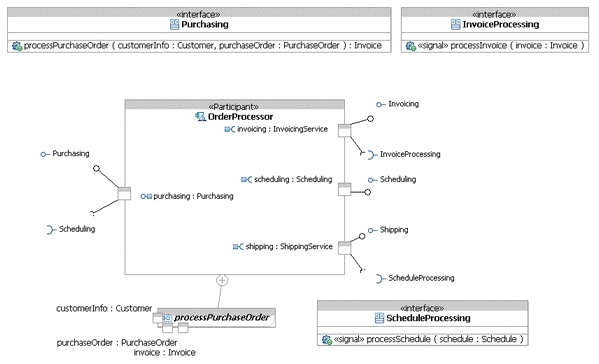 «interface»
Purchasing
processPurchaseOrder ( customerInfo : Customer, purchaseOrder : PurchaseOrder ) : Invoice
«interface»
InvoiceProcessing
«signal» processInvoice ( invoice : Invoice )
«Participant»
OrderProcessor
invoicing : InvoicingService
Invoicing
InvoiceProcessing
Purchasing
scheduling : Scheduling
Scheduling
purchasing : Purchasing
Scheduling
shipping : ShippingService
Shipping
ScheduleProcessing
customerInfo : Customer
processPurchaseOrder
purchaseOrder : PurchaseOrder
invoice : Invoice
«interface»
ScheduleProcessing
«signal» processSchedule ( schedule : Schedule )